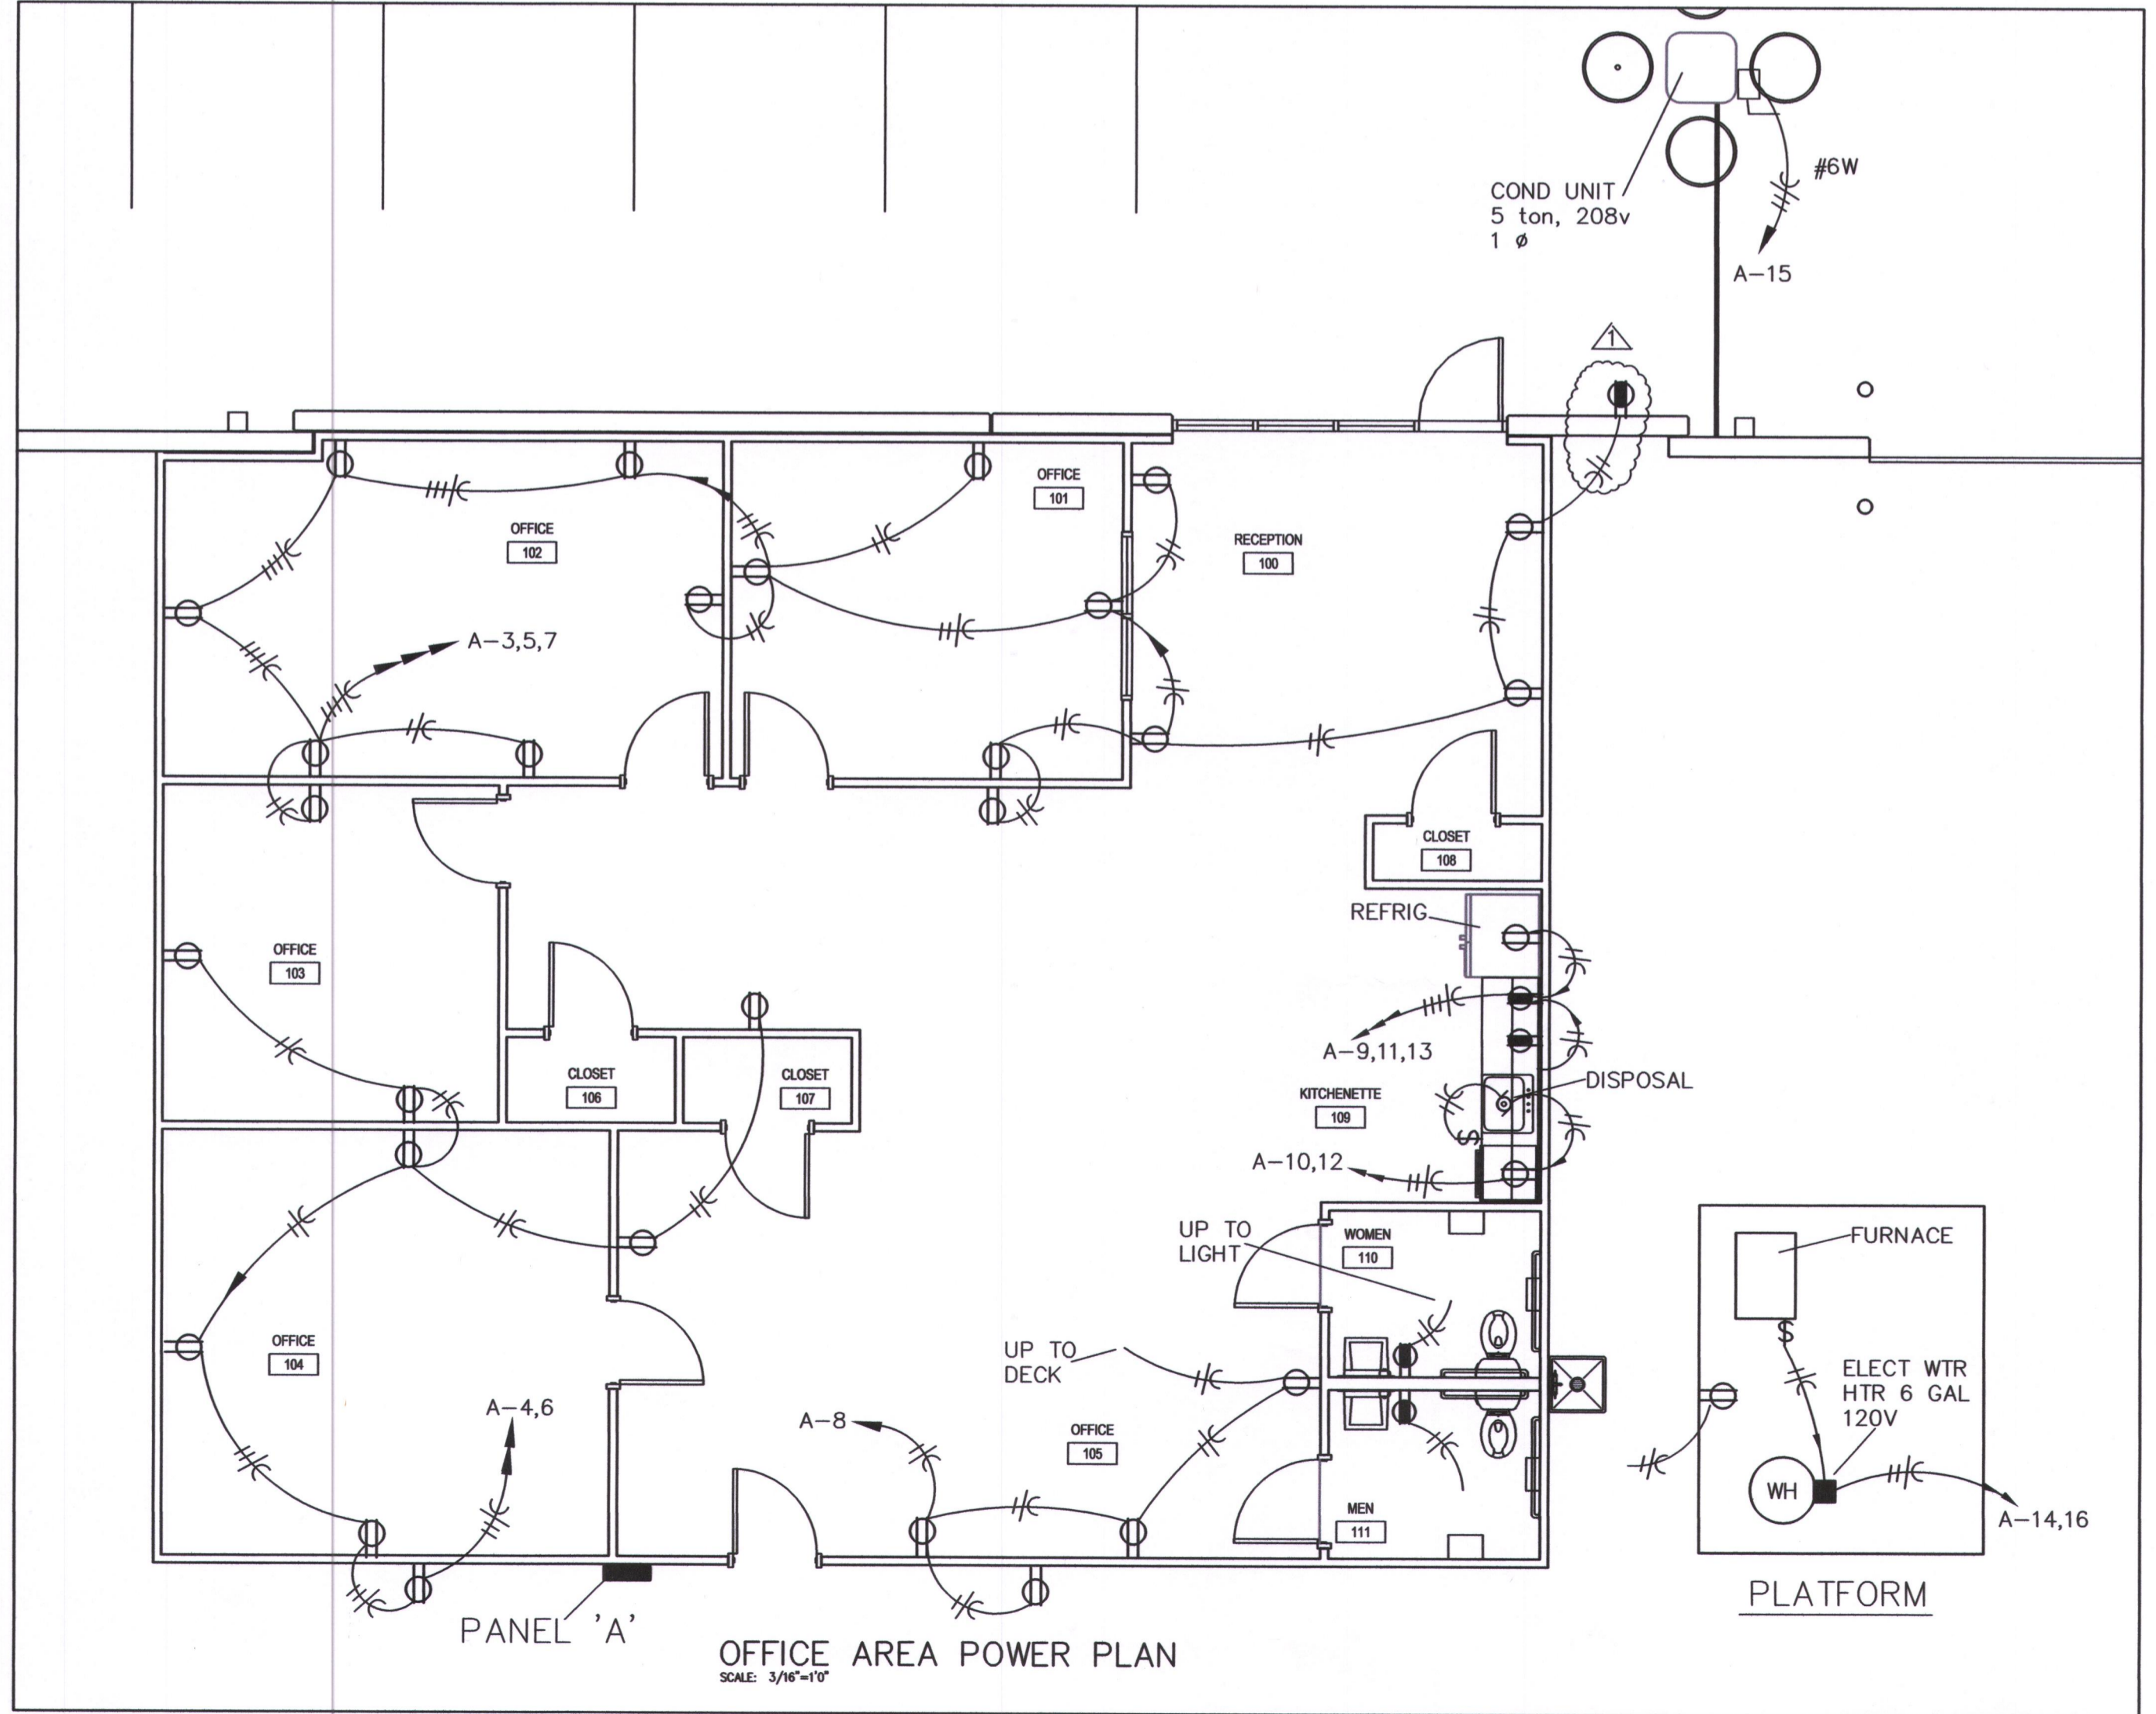 #6W
COND UNIT
5 ton, 208v
1 ø
A-15
1
OFFICE
101
OFFICE
102
RECEPTION
100
A-3,5,7
CLOSET
108
REFRIG
OFFICE
103
A-9,11,13
CLOSET
106
CLOSET
107
KITCHENETTE
109
DISPOSAL
A-10,12
$
UP TO
LIGHT
WOMEN
110
FURNACE
$
OFFICE
104
UP TO
DECK
ELECT WTR
HTR 6 GAL
120V
A-4,6
A-8
OFFICE
105
WH
MEN
111
A-14,16
PLATFORM
PANEL 'A'
OFFICE AREA POWER PLAN
SCALE: 3/16"=1'0"